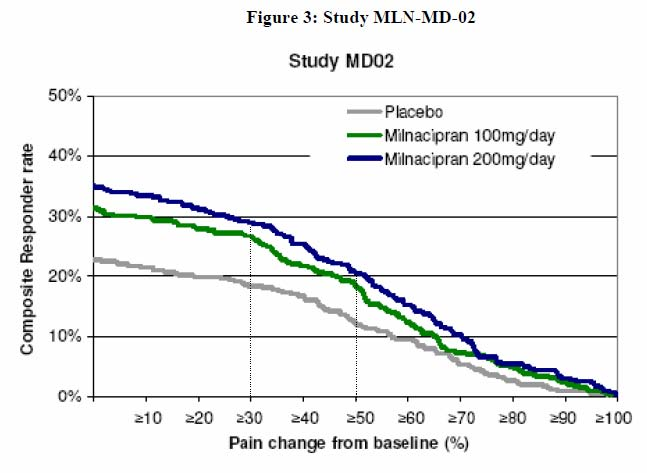 Figure 3: Study MLN-MD-02
Study MD02
50%
40%
30%
20%
10%
0%
Composite Responder rate
Placebo
Milnacipran 100mg/day
Milnacipran 200mg/day
≥10 ≥20 ≥30 ≥40 ≥50 ≥60 ≥70 ≥80 ≥90 ≥100
Pain change from baseline (%)